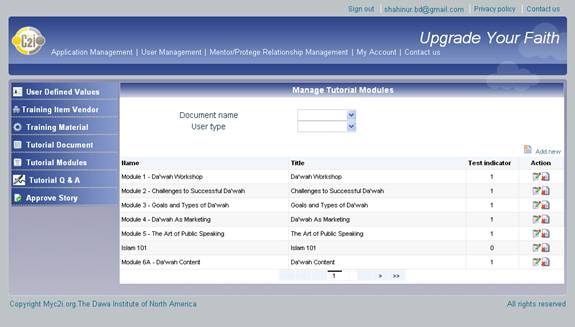 Sign out | shahinur.bd@gmail.com | Privacy policy | Contact us
C2i
Upgrade Your Faith
Application Management | User Management | Mentor/Protege Relationship Management | My Account | Contact us
User Defined Values
Manage Tutorial Modules
Training Item Vendor
Document name
Training Material
User type
Tutorial Document
Add new
Tutorial Modules
Name Title Test indicator Action
Tutorial Q & A
Module 1 - Da'wah Workshop Da'wah Workshop 1
Approve Story
Module 2 - Challenges to Successful Da'wah Challenges to Successful Da'wah 1
Module 3 - Goals and Types of Da'wah Goals and Types of Da'wah 1
Module 4 - Da'wah As Marketing Da'wah As Marketing 1
Module 5 - The Art of Public Speaking The Art of Public Speaking 1
Islam 101 Islam 101 0
Module 6A - Da'wah Content Da'wah Content 1
1 > >>
Copyright Myc2i.org.The Dawa Institute of North America All rights reserved